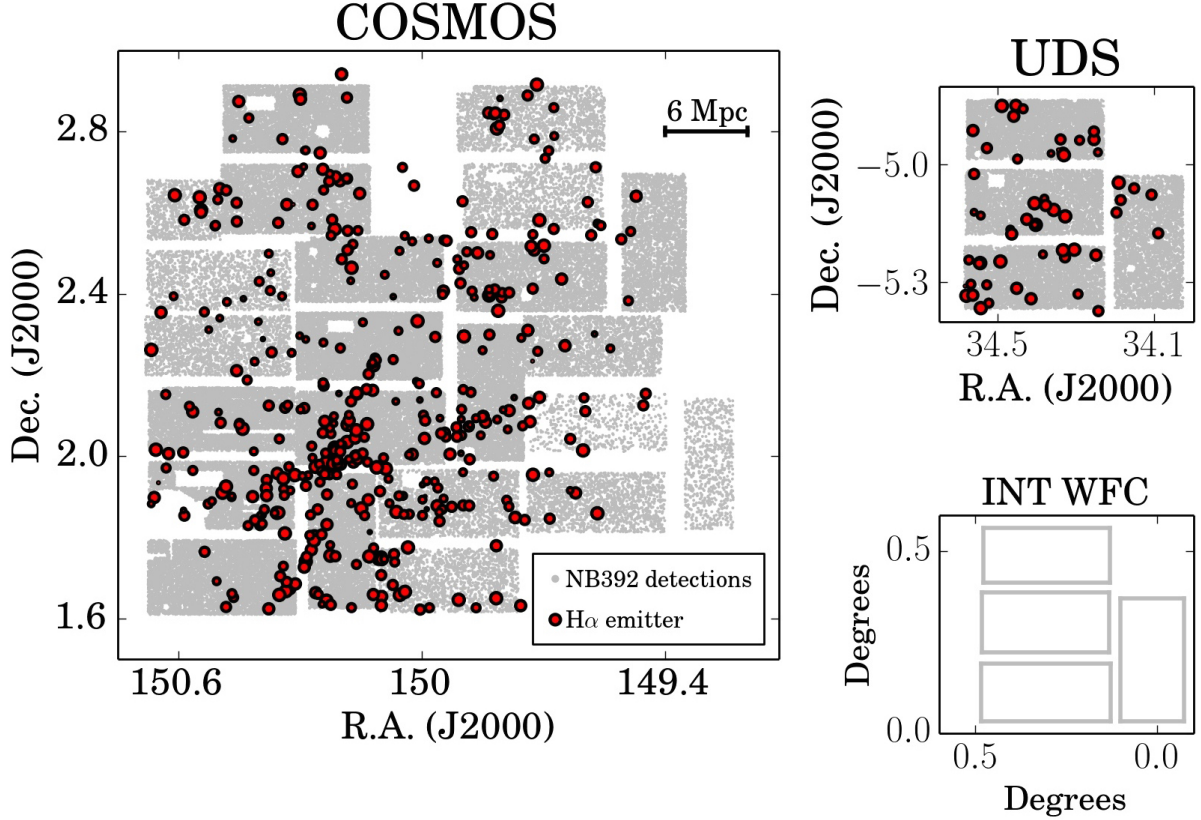 COSMOS
6 Mpc
2.8
2.4
2.0
1.6
Dec. (J2000)
NB392 detections
Hα emitter
150.6 150 149.4
R.A. (J2000)
UDS
−5.0
−5.3
Dec. (J2000)
34.5 34.1
R.A. (J2000)
INT WFC
0.5
0.0
Degrees
0.5 0.0
Degrees